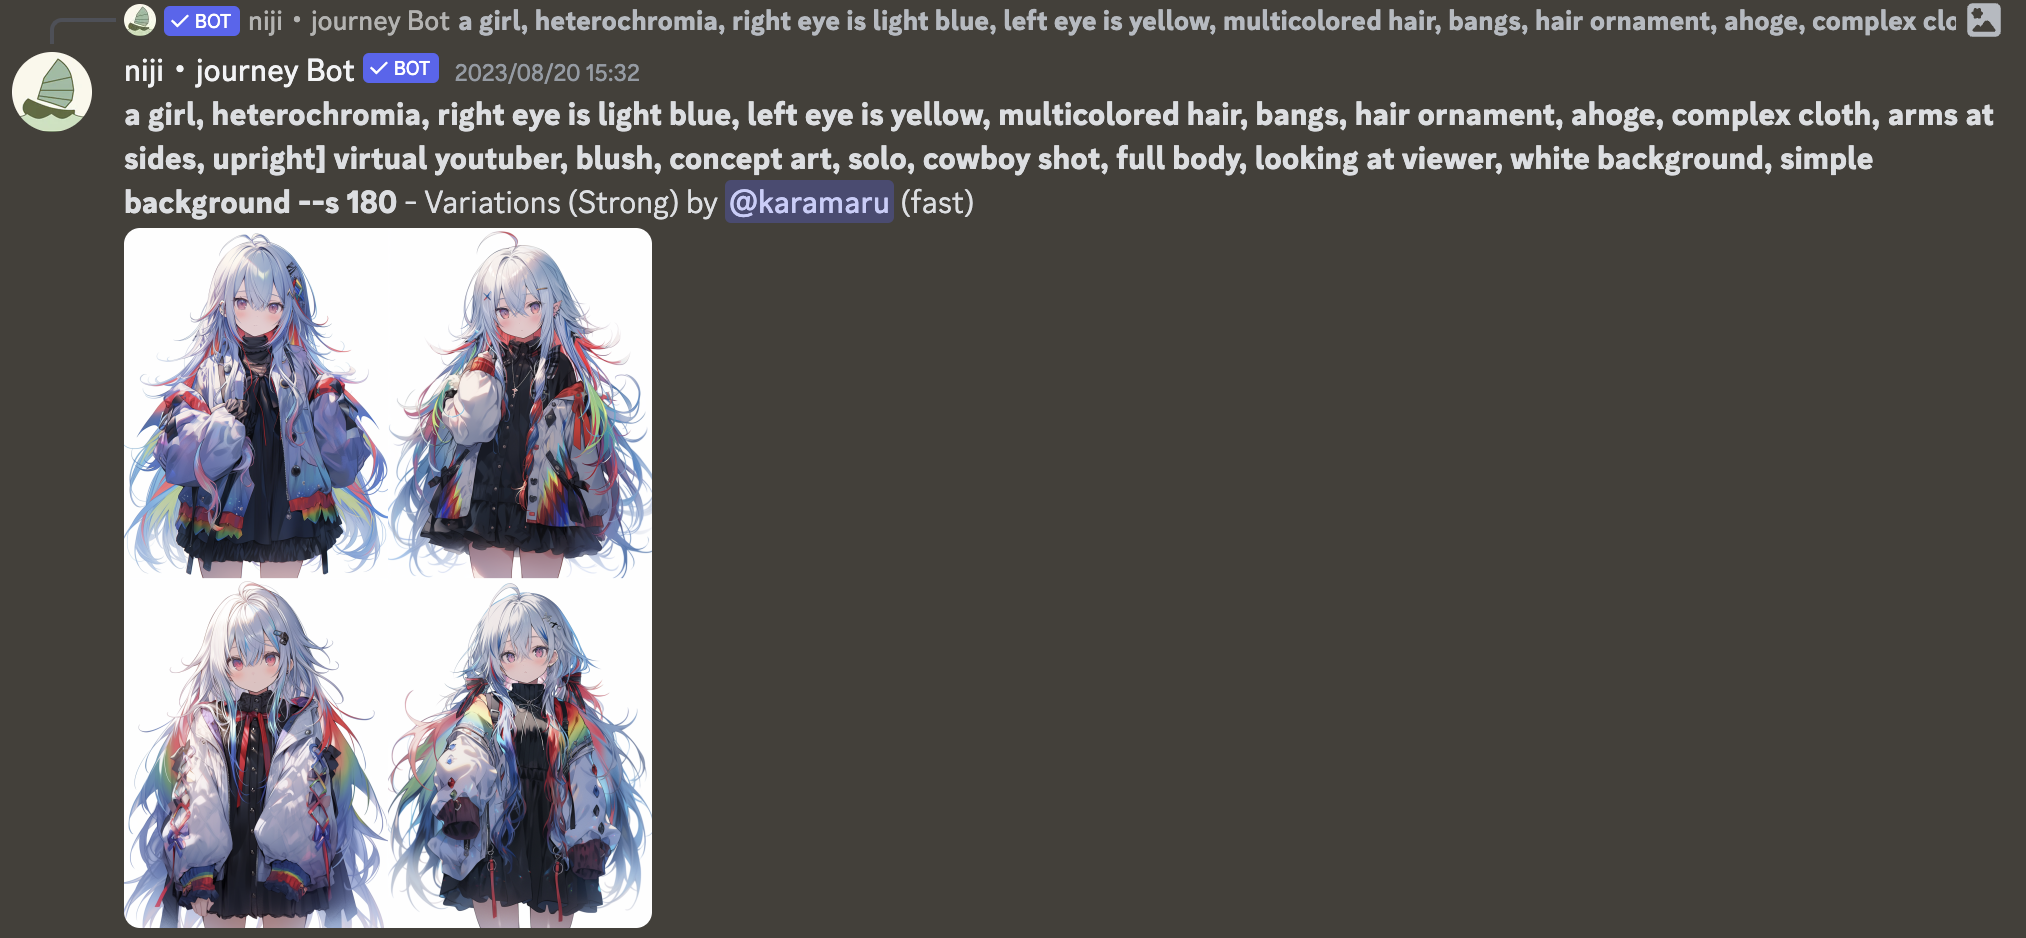 BOT niji • journey Bot a girl, heterochromia, right eye is light blue, left eye is yellow, multicolored hair, bangs, hair ornament, ahoge, complex clo
niji • journey Bot BOT 2023/08/20 15:32
a girl, heterochromia, right eye is light blue, left eye is yellow, multicolored hair, bangs, hair ornament, ahoge, complex cloth, arms at
sides, upright] virtual youtuber, blush, concept art, solo, cowboy shot, full body, looking at viewer, white background, simple
background --s 180 - Variations (Strong) by @karamaru (fast)